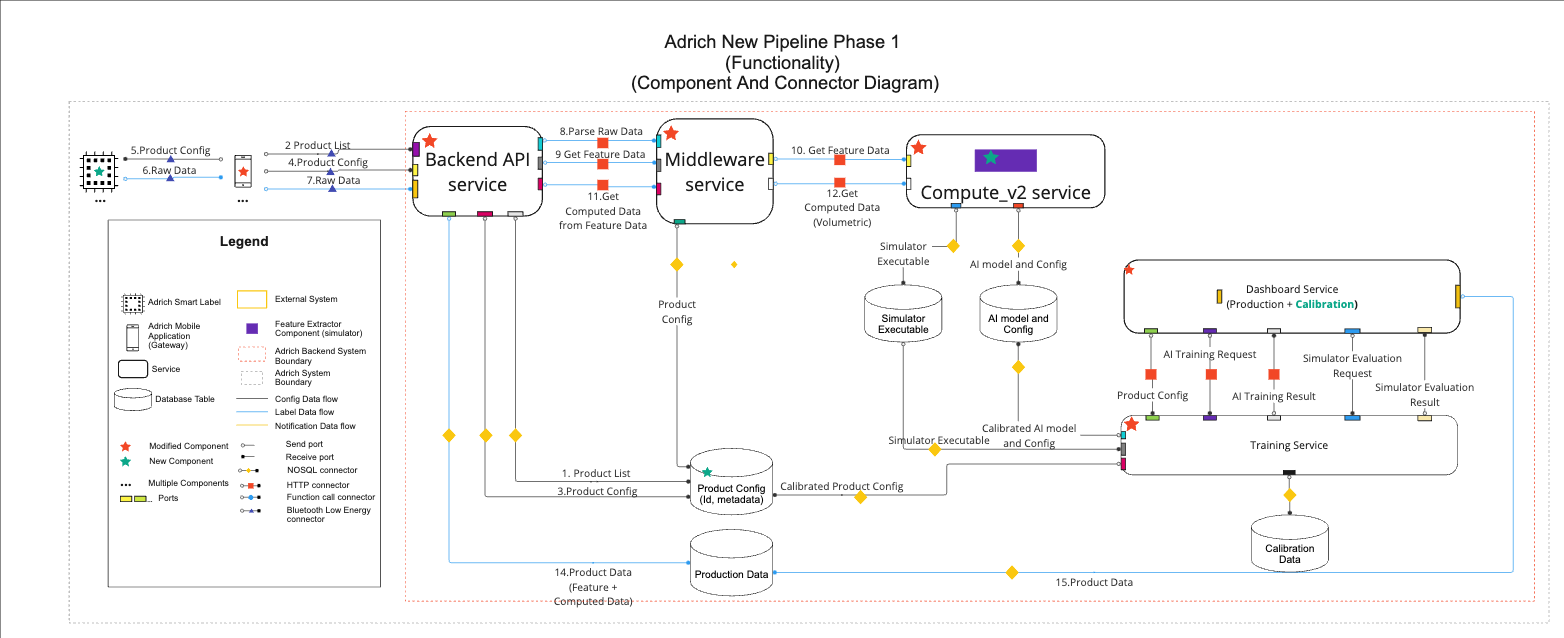 Adrich New Pipeline Phase 1
(Functionality)
(Component And Connector Diagram)
5.Product Config
6.Raw Data
•••
2 Product List
4.Product Config
7.Raw Data
•••
Backend API
service
8.Parse Raw Data
9 Get Feature Data
11.Get
Computed Data
from Feature Data
Middleware
service
10. Get Feature Data
12.Get
Computed Data
(Volumetric)
Compute_v2 service
Simulator
Executable
AI model and Config
Simulator
Executable
AI model and
Config
Product
Config
Dashboard Service
(Production + Calibration)
AI Training Request
Product Config
AI Training Result
Simulator Evaluation
Request
Simulator Evaluation
Result
Simulator Executable
Calibrated AI model
and Config
Training Service
Calibration
Data
1. Product List
3.Product Config
Product Config
(Id, metadata)
Calibrated Product Config
14.Product Data
(Feature +
Computed Data)
Production Data
15.Product Data
Legend
Adrich Smart Label
Adrich Mobile
Application
(Gateway)
Service
Database Table
Modified Component
New Component
••• Multiple Components
... Ports
External System
Feature Extractor
Component (simulator)
Adrich Backend System
Boundary
Adrich System
Boundary
Config Data flow
Label Data flow
Notification Data flow
Send port
Receive port
NOSQL connector
HTTP connector
Function call connector
Bluetooth Low Energy
connector